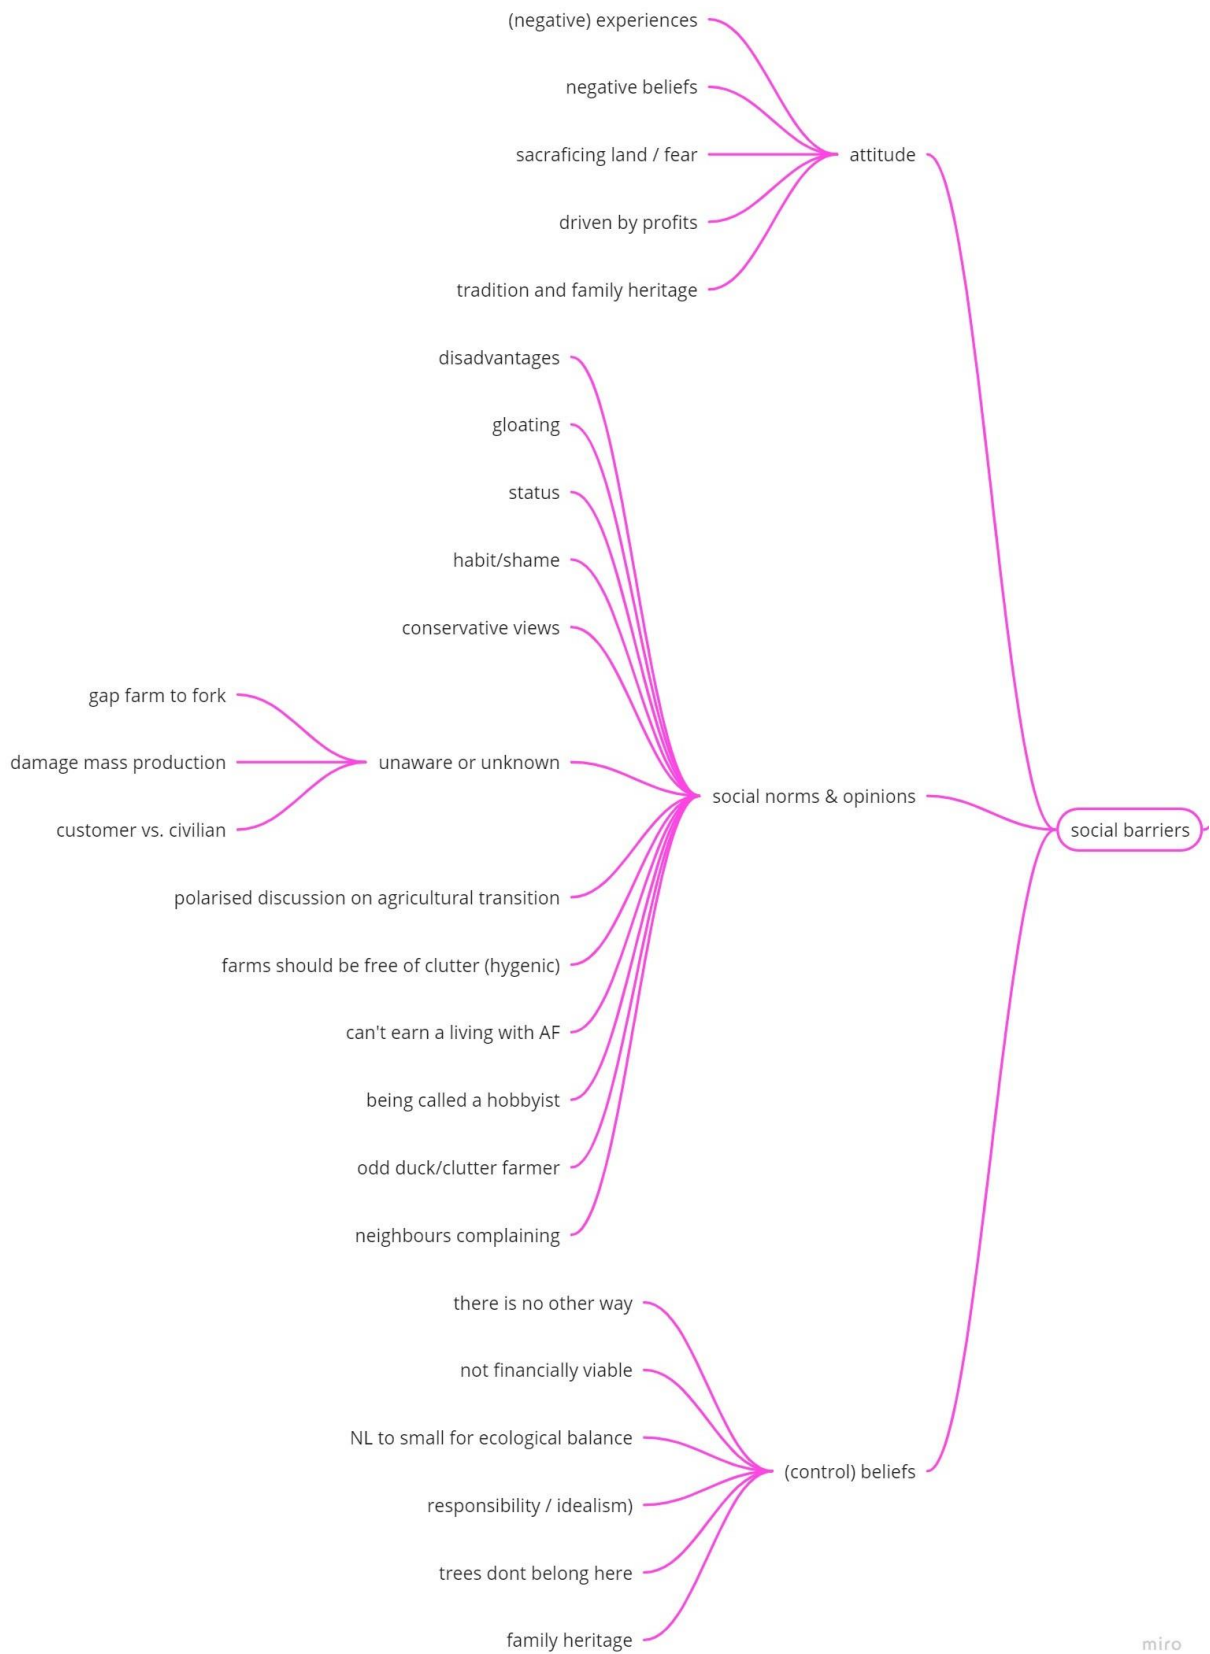 (negative) experiences
negative beliefs
sacraficing land / fear
attitude
driven by profits
tradition and family heritage
disadvantages
gloating
status
habit/shame
conservative views
gap farm to fork
damage mass production
unaware or unknown
customer vs. civilian
social norms & opinions
social barriers
polarised discussion on agricultural transition
farms should be free of clutter (hygenic)
can't earn a living with AF
being called a hobbyist
odd duck/clutter farmer
neighbours complaining
there is no other way
not financially viable
NL to small for ecological balance
(control) beliefs
responsibility / idealism)
trees dont belong here
family heritage
miro